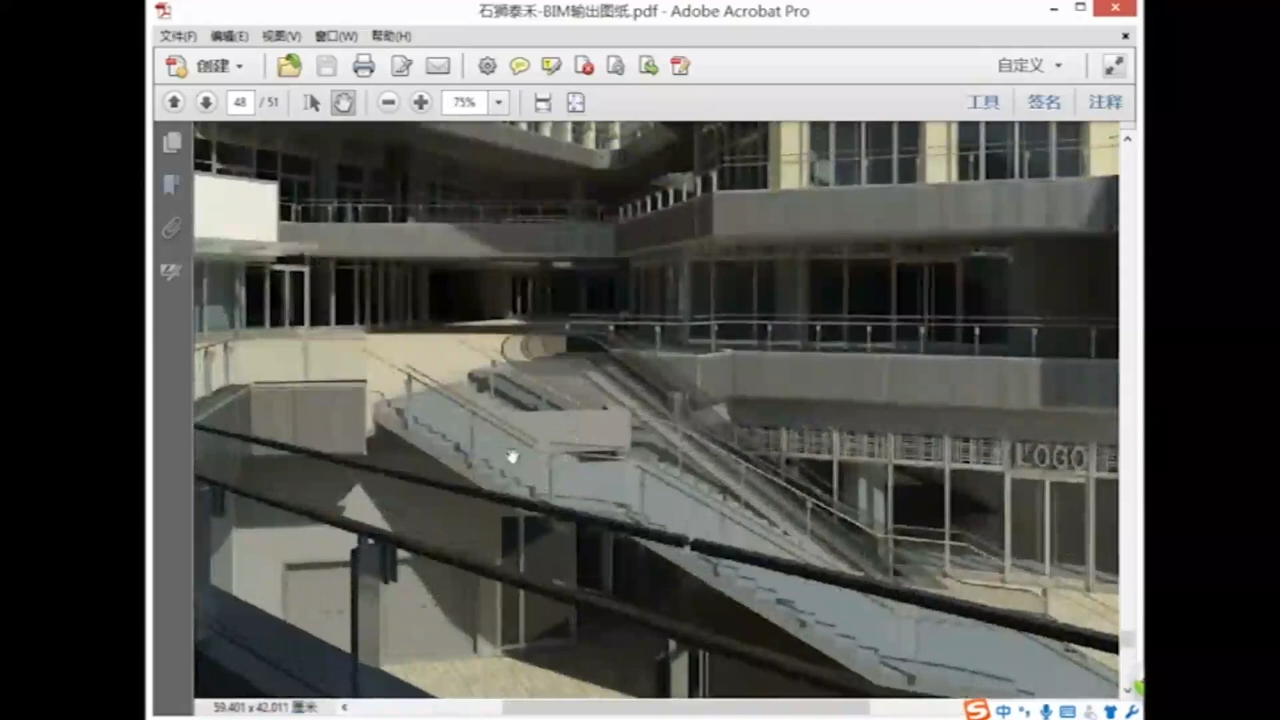 石狮泰禾-BIM输出图纸.pdf - Adobe Acrobat Pro
文件(F) 编辑(E) 视图(V) 窗口(W) 帮助(H)
创建 自定义
48 / 51 75% 工具 签名 注释
LOGO
59.401 x 42.011 厘米
中